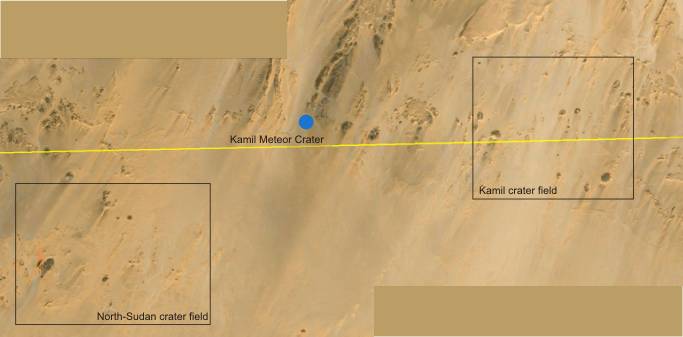 Kamil Meteor Crater
Kamil crater field
North-Sudan crater field